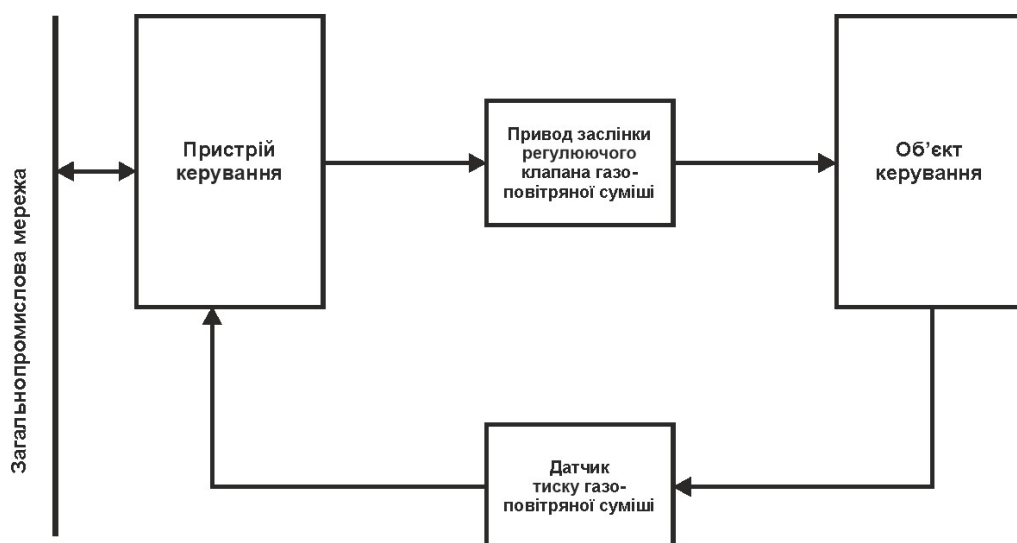 Загальнопромислова мережа
Пристрій
керування
Привод заслінки
регулюючого
клапана газо-
повітряної суміші
Об’єкт
керування
Датчик
тиску газо-
повітряної суміші